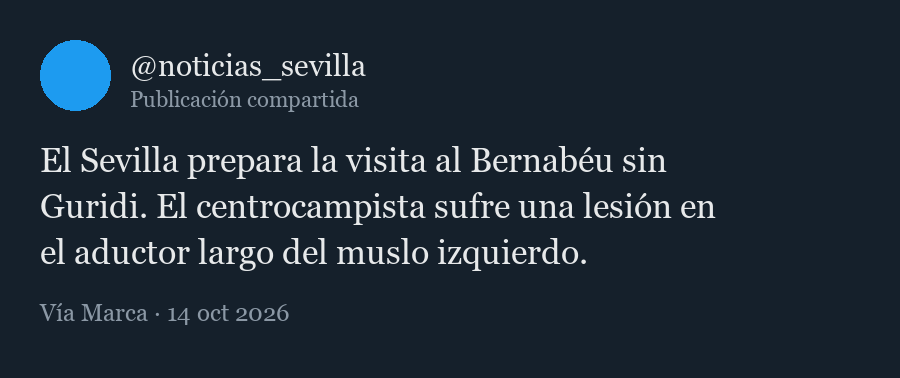 @noticias_sevilla
Publicación compartida
El Sevilla prepara la visita al Bernabéu sin
Guridi. El centrocampista sufre una lesión en
el aductor largo del muslo izquierdo.
Vía Marca · 14 oct 2026